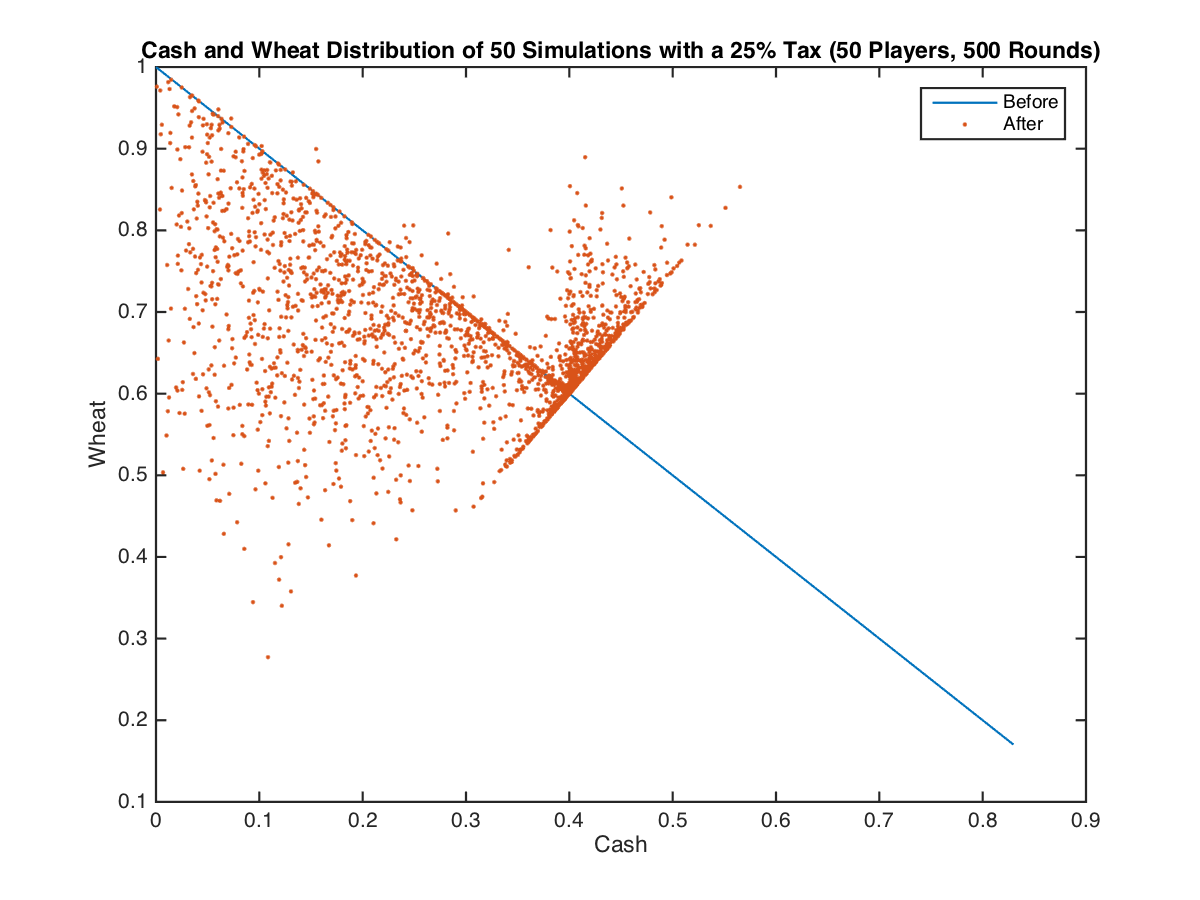 Cash and Wheat Distribution of 50 Simulations with a 25% Tax (50 Players, 500 Rounds)
Before
After
1
0.9
0.8
0.7
0.6
0.5
0.4
0.3
0.2
0.1
Wheat
0 0.1 0.2 0.3 0.4 0.5 0.6 0.7 0.8 0.9
Cash